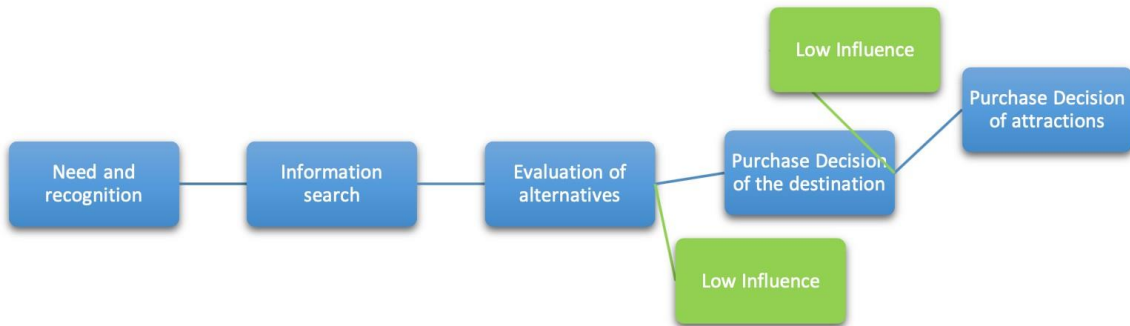 Need and
recognition
Information
search
Evaluation of
alternatives
Purchase Decision
of the destination
Low Influence
Low Influence
Purchase Decision
of attractions